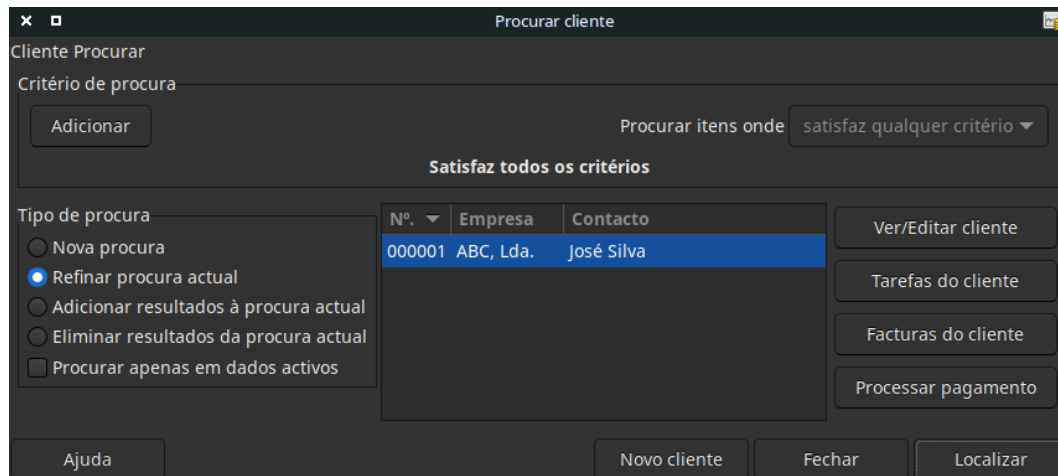 Procurar cliente
Cliente Procurar
Critério de procura
Adicionar
Procurar itens onde satisfaz qualquer critério
Satisfaz todos os critérios
Tipo de procura
Nova procura
Refinar procura actual
Adicionar resultados à procura actual
Eliminar resultados da procura actual
Procurar apenas em dados activos
Nº. Empresa Contacto
000001 ABC, Lda. José Silva
Ver/Editar cliente
Tarefas do cliente
Facturas do cliente
Processar pagamento
Ajuda Novo cliente Fechar Localizar